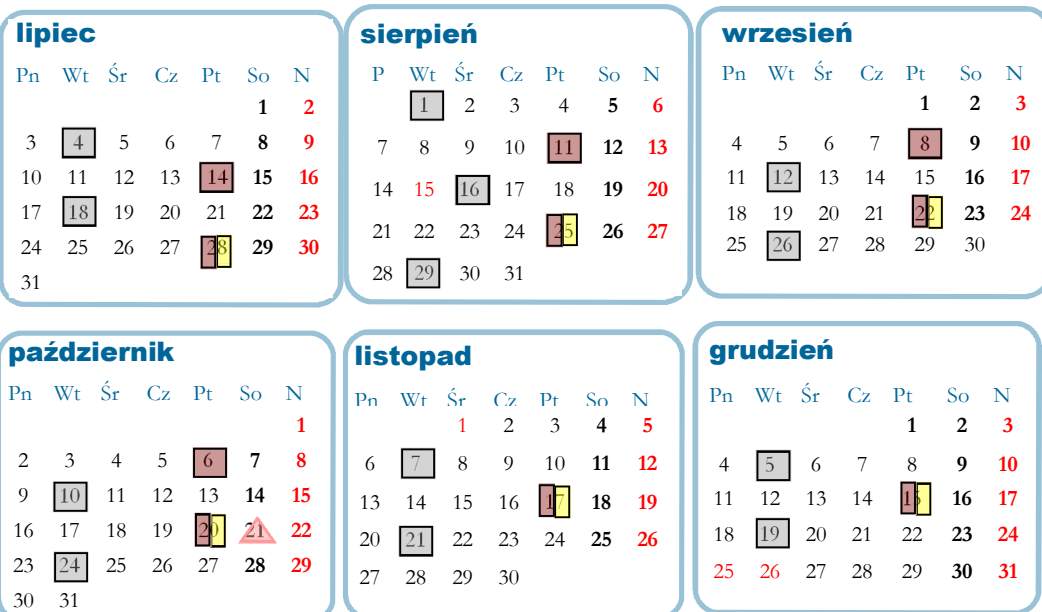 lipiec
Pn Wt Śr Cz Pt So N
1 2
3 4 5 6 7 8 9
10 11 12 13 14 15 16
17 18 19 20 21 22 23
24 25 26 27 28 29 30
31
sierpień
P Wt Śr Cz Pt So N
1 2 3 4 5 6
7 8 9 10 11 12 13
14 15 16 17 18 19 20
21 22 23 24 25 26 27
28 29 30 31
wrzesień
Pn Wt Śr Cz Pt So N
1 2 3
4 5 6 7 8 9 10
11 12 13 14 15 16 17
18 19 20 21 22 23 24
25 26 27 28 29 30
październik
Pn Wt Śr Cz Pt So N
1
2 3 4 5 6 7 8
9 10 11 12 13 14 15
16 17 18 19 20 21 22
23 24 25 26 27 28 29
30 31
listopad
Pn Wt Śr Cz Pt So N
1 2 3 4 5
6 7 8 9 10 11 12
13 14 15 16 17 18 19
20 21 22 23 24 25 26
27 28 29 30
grudzień
Pn Wt Śr Cz Pt So N
1 2 3
4 5 6 7 8 9 10
11 12 13 14 15 16 17
18 19 20 21 22 23 24
25 26 27 28 29 30 31